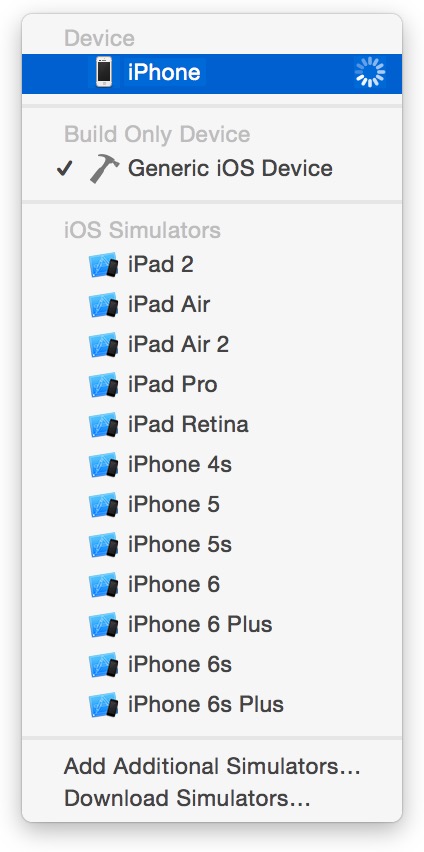 Device
iPhone
Build Only Device
Generic iOS Device
iOS Simulators
iPad 2
iPad Air
iPad Air 2
iPad Pro
iPad Retina
iPhone 4s
iPhone 5
iPhone 5s
iPhone 6
iPhone 6 Plus
iPhone 6s
iPhone 6s Plus
Add Additional Simulators…
Download Simulators…